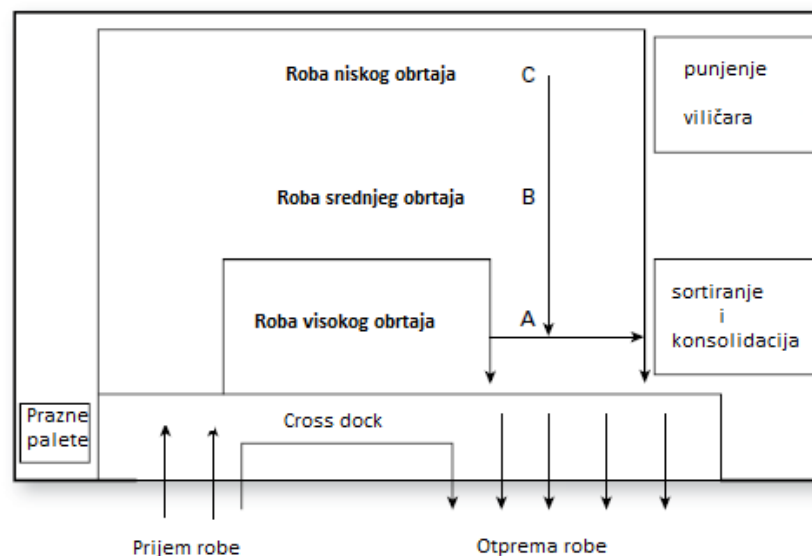 Roba niskog obrtaja
C
punjenje
viličara
Roba srednjeg obrtaja
B
Roba visokog obrtaja
A
sortiranje
i
konsolidacija
Prazne
palete
Cross dock
Prijem robe
Otprema robe